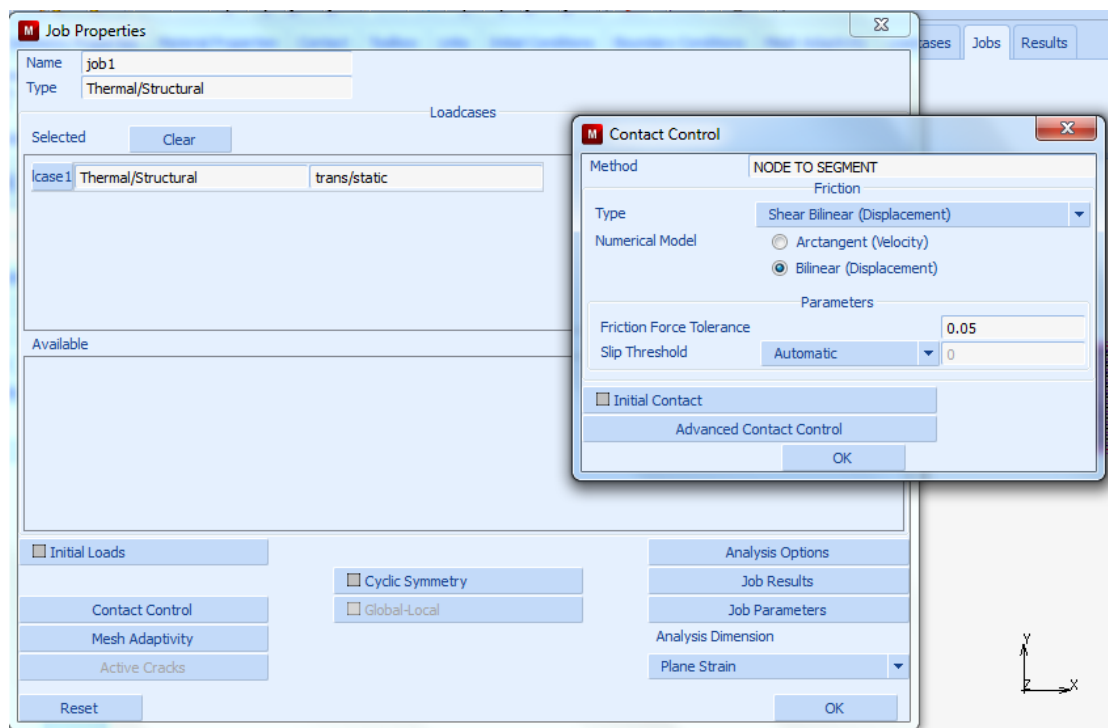 Job Properties
Name job1
Type Thermal/Structural
Loadcases
Selected Clear
lcase1 Thermal/Structural trans/static
Available
Initial Loads
Cyclic Symmetry
Contact Control
Global-Local
Mesh Adaptivity
Active Cracks
Analysis Options
Job Results
Job Parameters
Analysis Dimension
Plane Strain
Reset OK
Contact Control
Method NODE TO SEGMENT
Friction
Type Shear Bilinear (Displacement)
Numerical Model Arctangent (Velocity)
Bilinear (Displacement)
Parameters
Friction Force Tolerance 0.05
Slip Threshold Automatic 0
Initial Contact
Advanced Contact Control
OK
Jobs Results
Y
Z X